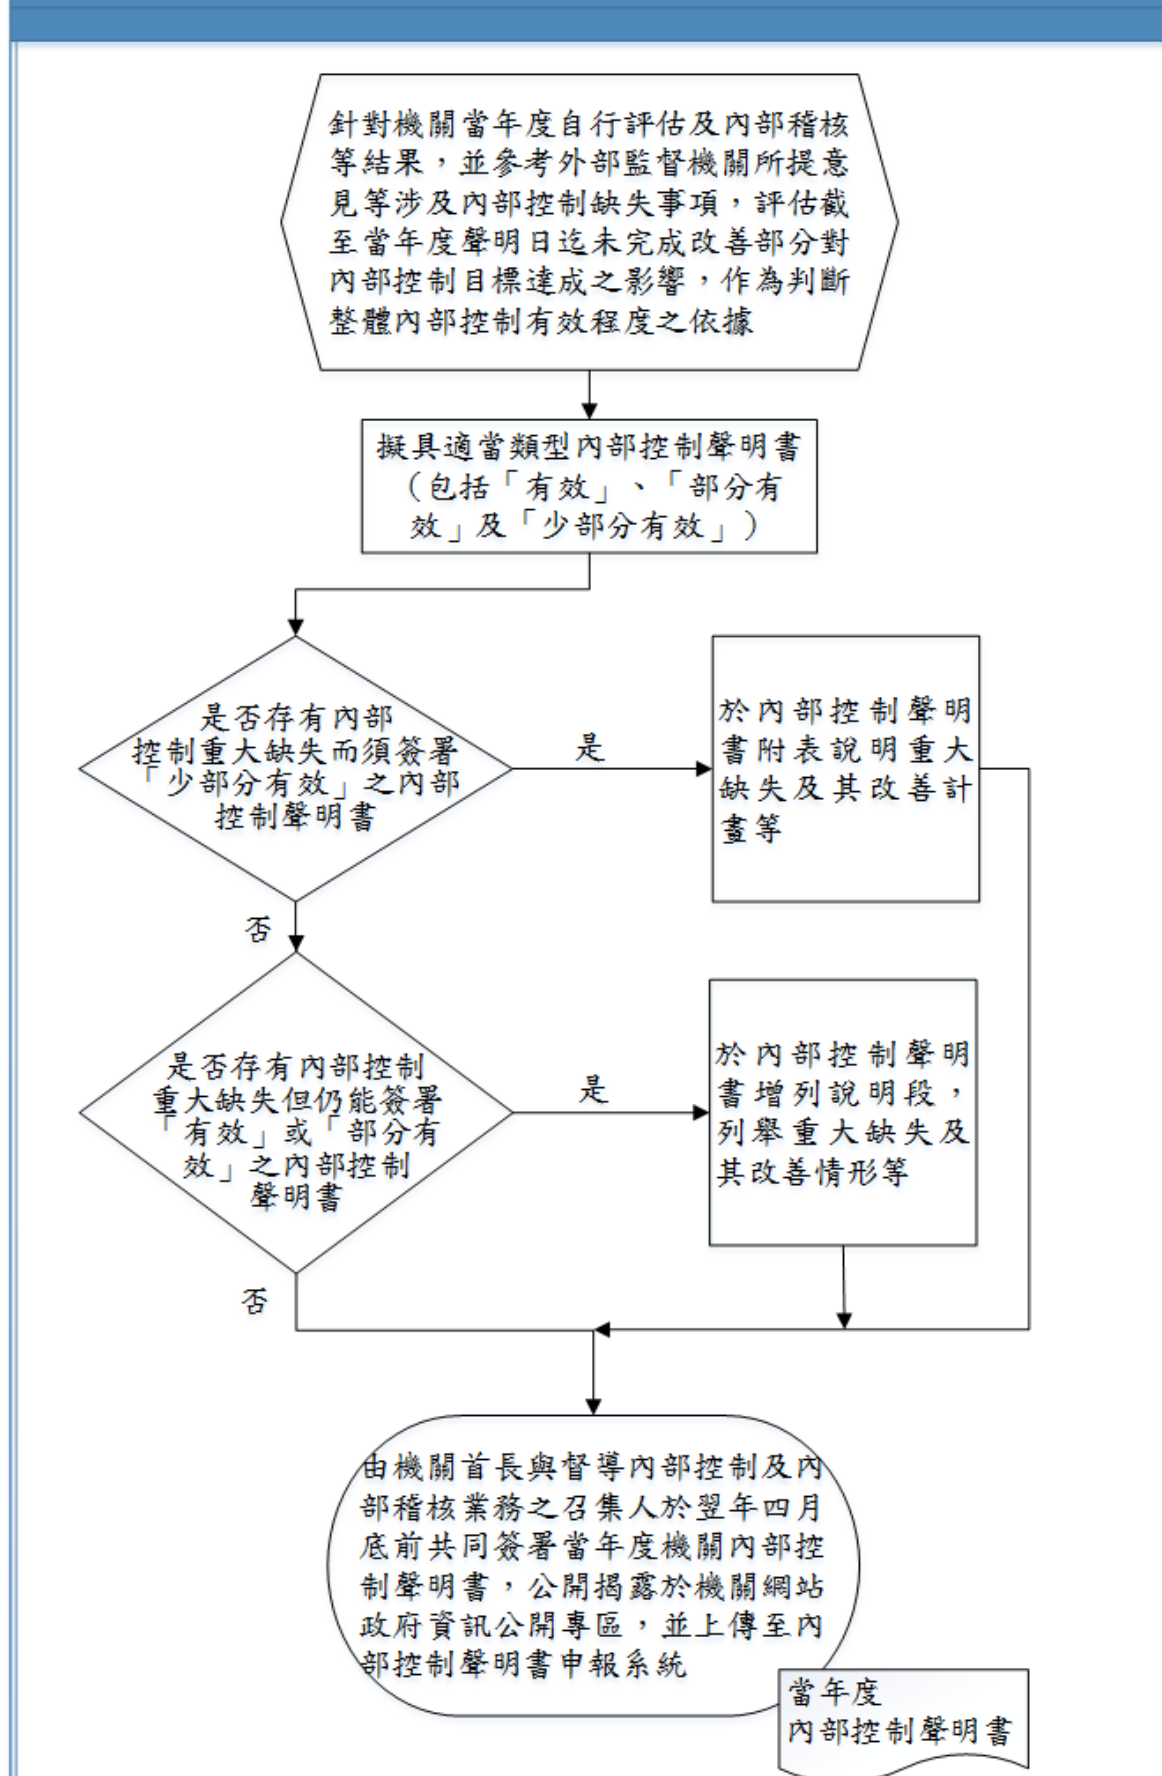 針對機關當年度自行評估及內部稽核
等結果，並參考外部監督機關所提意
見等涉及內部控制缺失事項，評估截
至當年度聲明日迄未完成改善部分對
內部控制目標達成之影響，作為判斷
整體內部控制有效程度之依據
擬具適當類型內部控制聲明書
（包括「有效」、「部分有
效」及「少部分有效」）
是否存有內部
控制重大缺失而須簽署
「少部分有效」之內部
控制聲明書
是
於內部控制聲明
書附表說明重大
缺失及其改善計
畫等
否
是否存有內部控制
重大缺失但仍能簽署
「有效」或「部分有
效」之內部控制
聲明書
是
於內部控制聲明
書增列說明段，
列舉重大缺失及
其改善情形等
否
由機關首長與督導內部控制及內
部稽核業務之召集人於翌年四月
底前共同簽署當年度機關內部控
制聲明書，公開揭露於機關網站
政府資訊公開專區，並上傳至內
部控制聲明書申報系統
當年度
內部控制聲明書